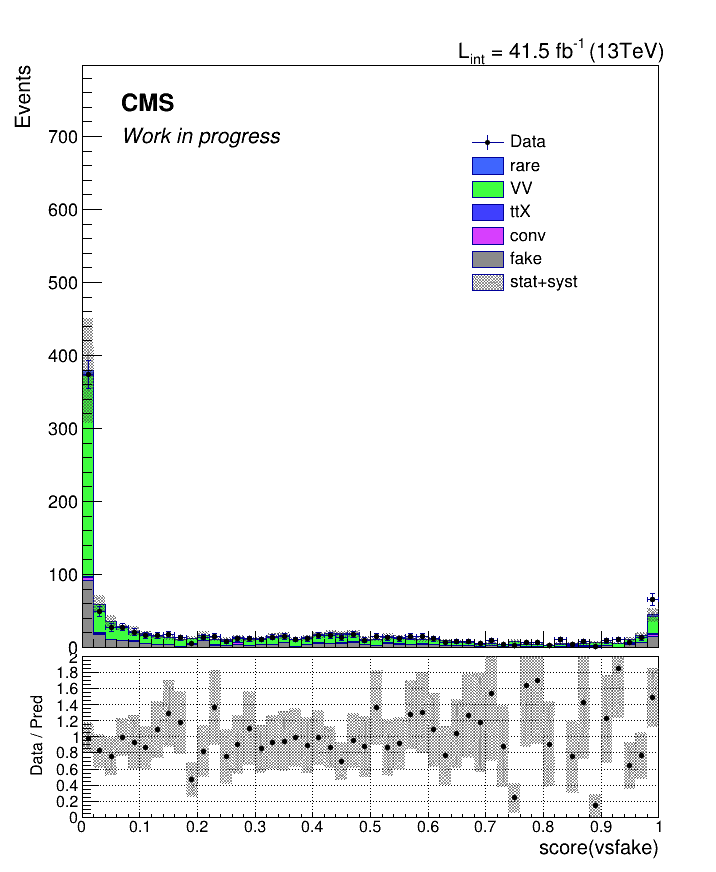 L_int = 41.5 fb^-1 (13TeV)
Events
CMS
Work in progress
700
600
500
400
300
200
100
0
Data
rare
VV
ttX
conv
fake
stat+syst
Data / Pred
2
1.8
1.6
1.4
1.2
1
0.8
0.6
0.4
0.2
0
0 0.1 0.2 0.3 0.4 0.5 0.6 0.7 0.8 0.9 1
score(vsfake)